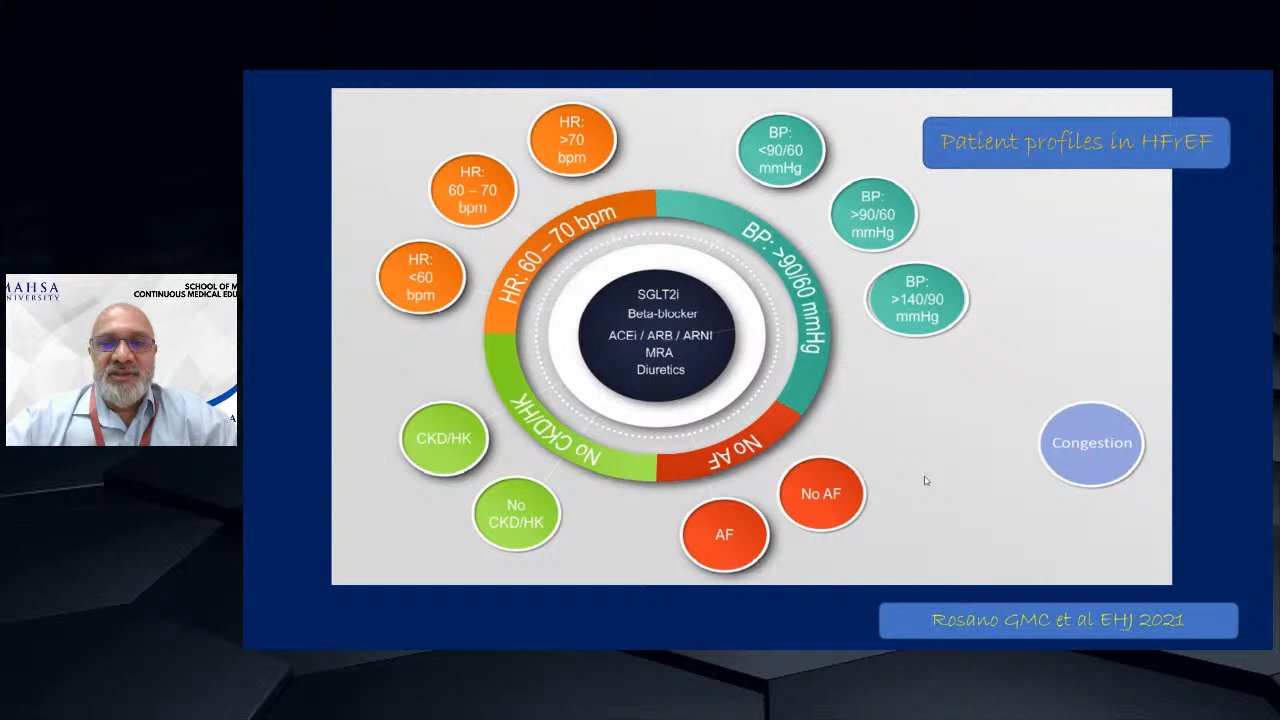 MAHSA
UNIVERSITY
SCHOOL OF M
CONTINUOUS MEDICAL EDU
Patient profiles in HFrEF
HR:
>70
bpm
HR:
60 – 70
bpm
HR:
<60
bpm
BP:
<90/60
mmHg
BP:
>90/60
mmHg
BP:
>140/90
mmHg
HR: 60 – 70 bpm
BP: >90/60 mmHg
SGLT2i
Beta-blocker
ACEi / ARB / ARNI
MRA
Diuretics
No CKD/HK
No AF
CKD/HK
No
CKD/HK
AF
No AF
Congestion
Rosano GMC et al EHJ 2021